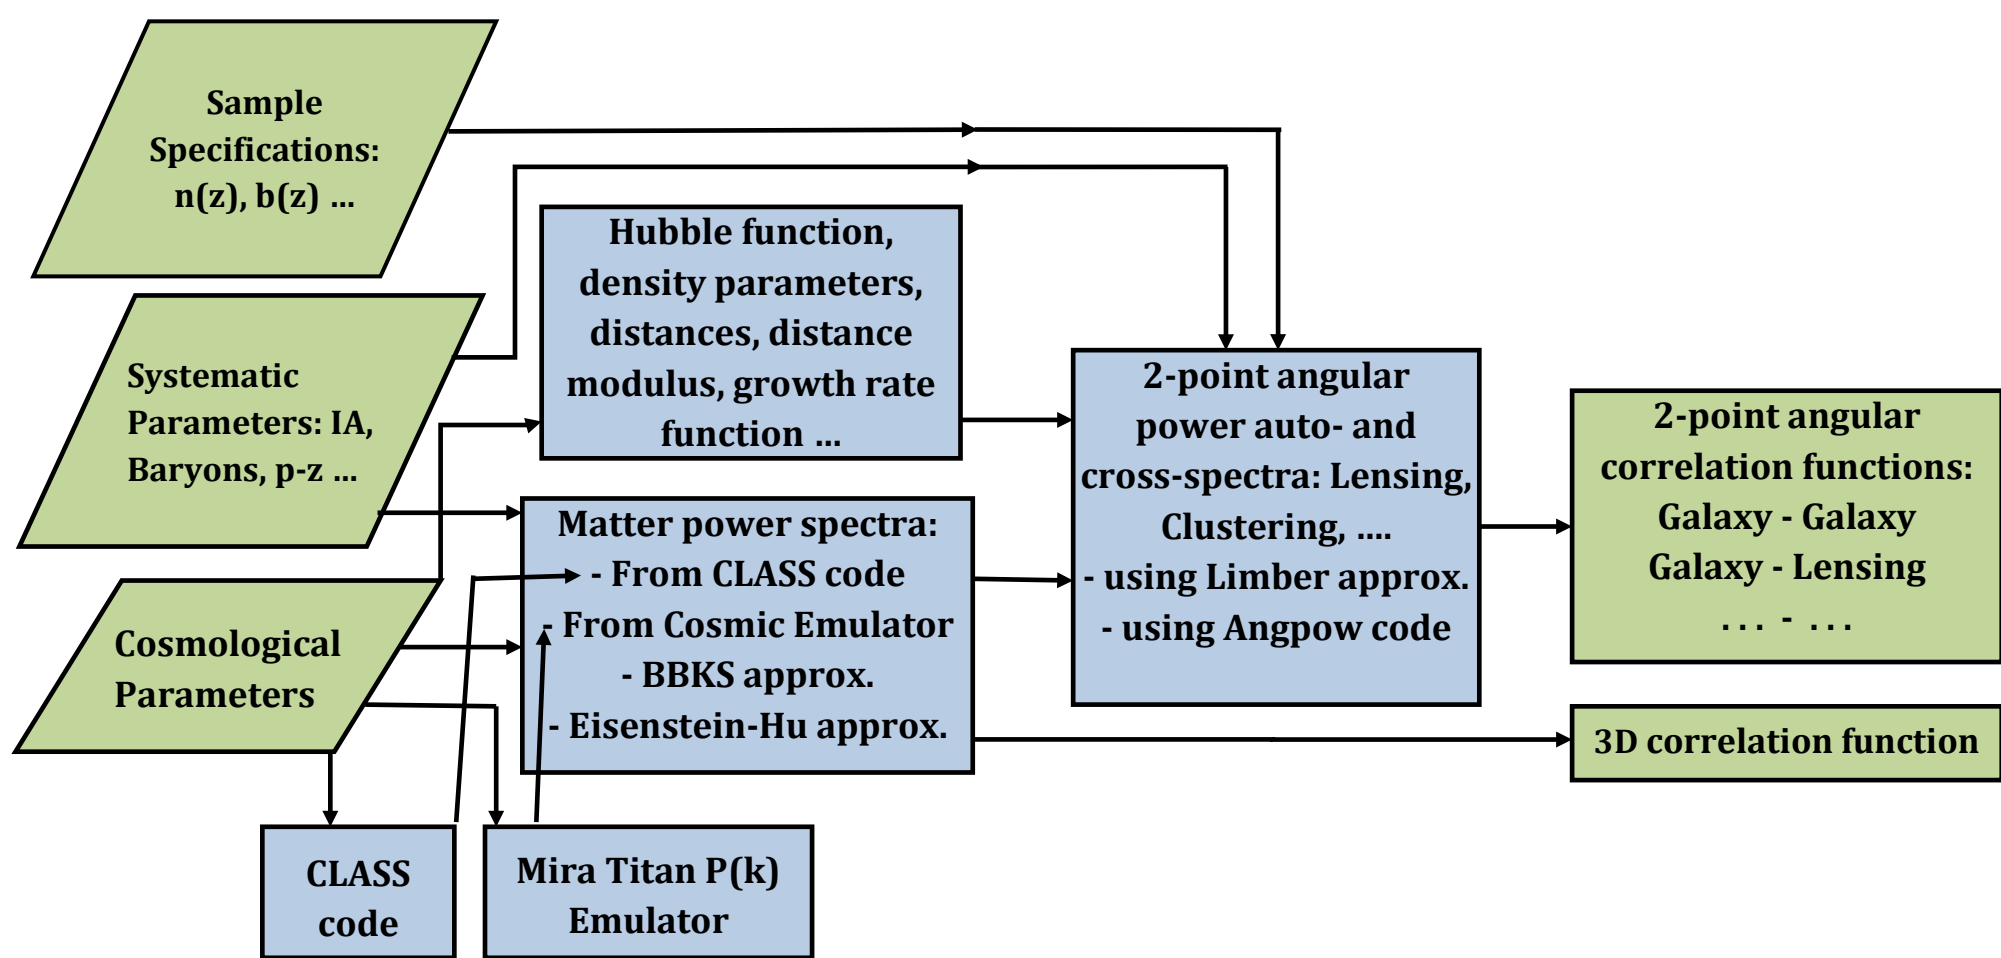 Sample
Specifications:
n(z), b(z) ...
Systematic
Parameters: IA,
Baryons, p-z ...
Cosmological
Parameters
Hubble function,
density parameters,
distances, distance
modulus, growth rate
function ...
Matter power spectra:
- From CLASS code
- From Cosmic Emulator
- BBKS approx.
- Eisenstein-Hu approx.
CLASS
code
Mira Titan P(k)
Emulator
2-point angular
power auto- and
cross-spectra: Lensing,
Clustering, ....
- using Limber approx.
- using Angpow code
2-point angular
correlation functions:
Galaxy - Galaxy
Galaxy - Lensing
. . . - . . .
3D correlation function